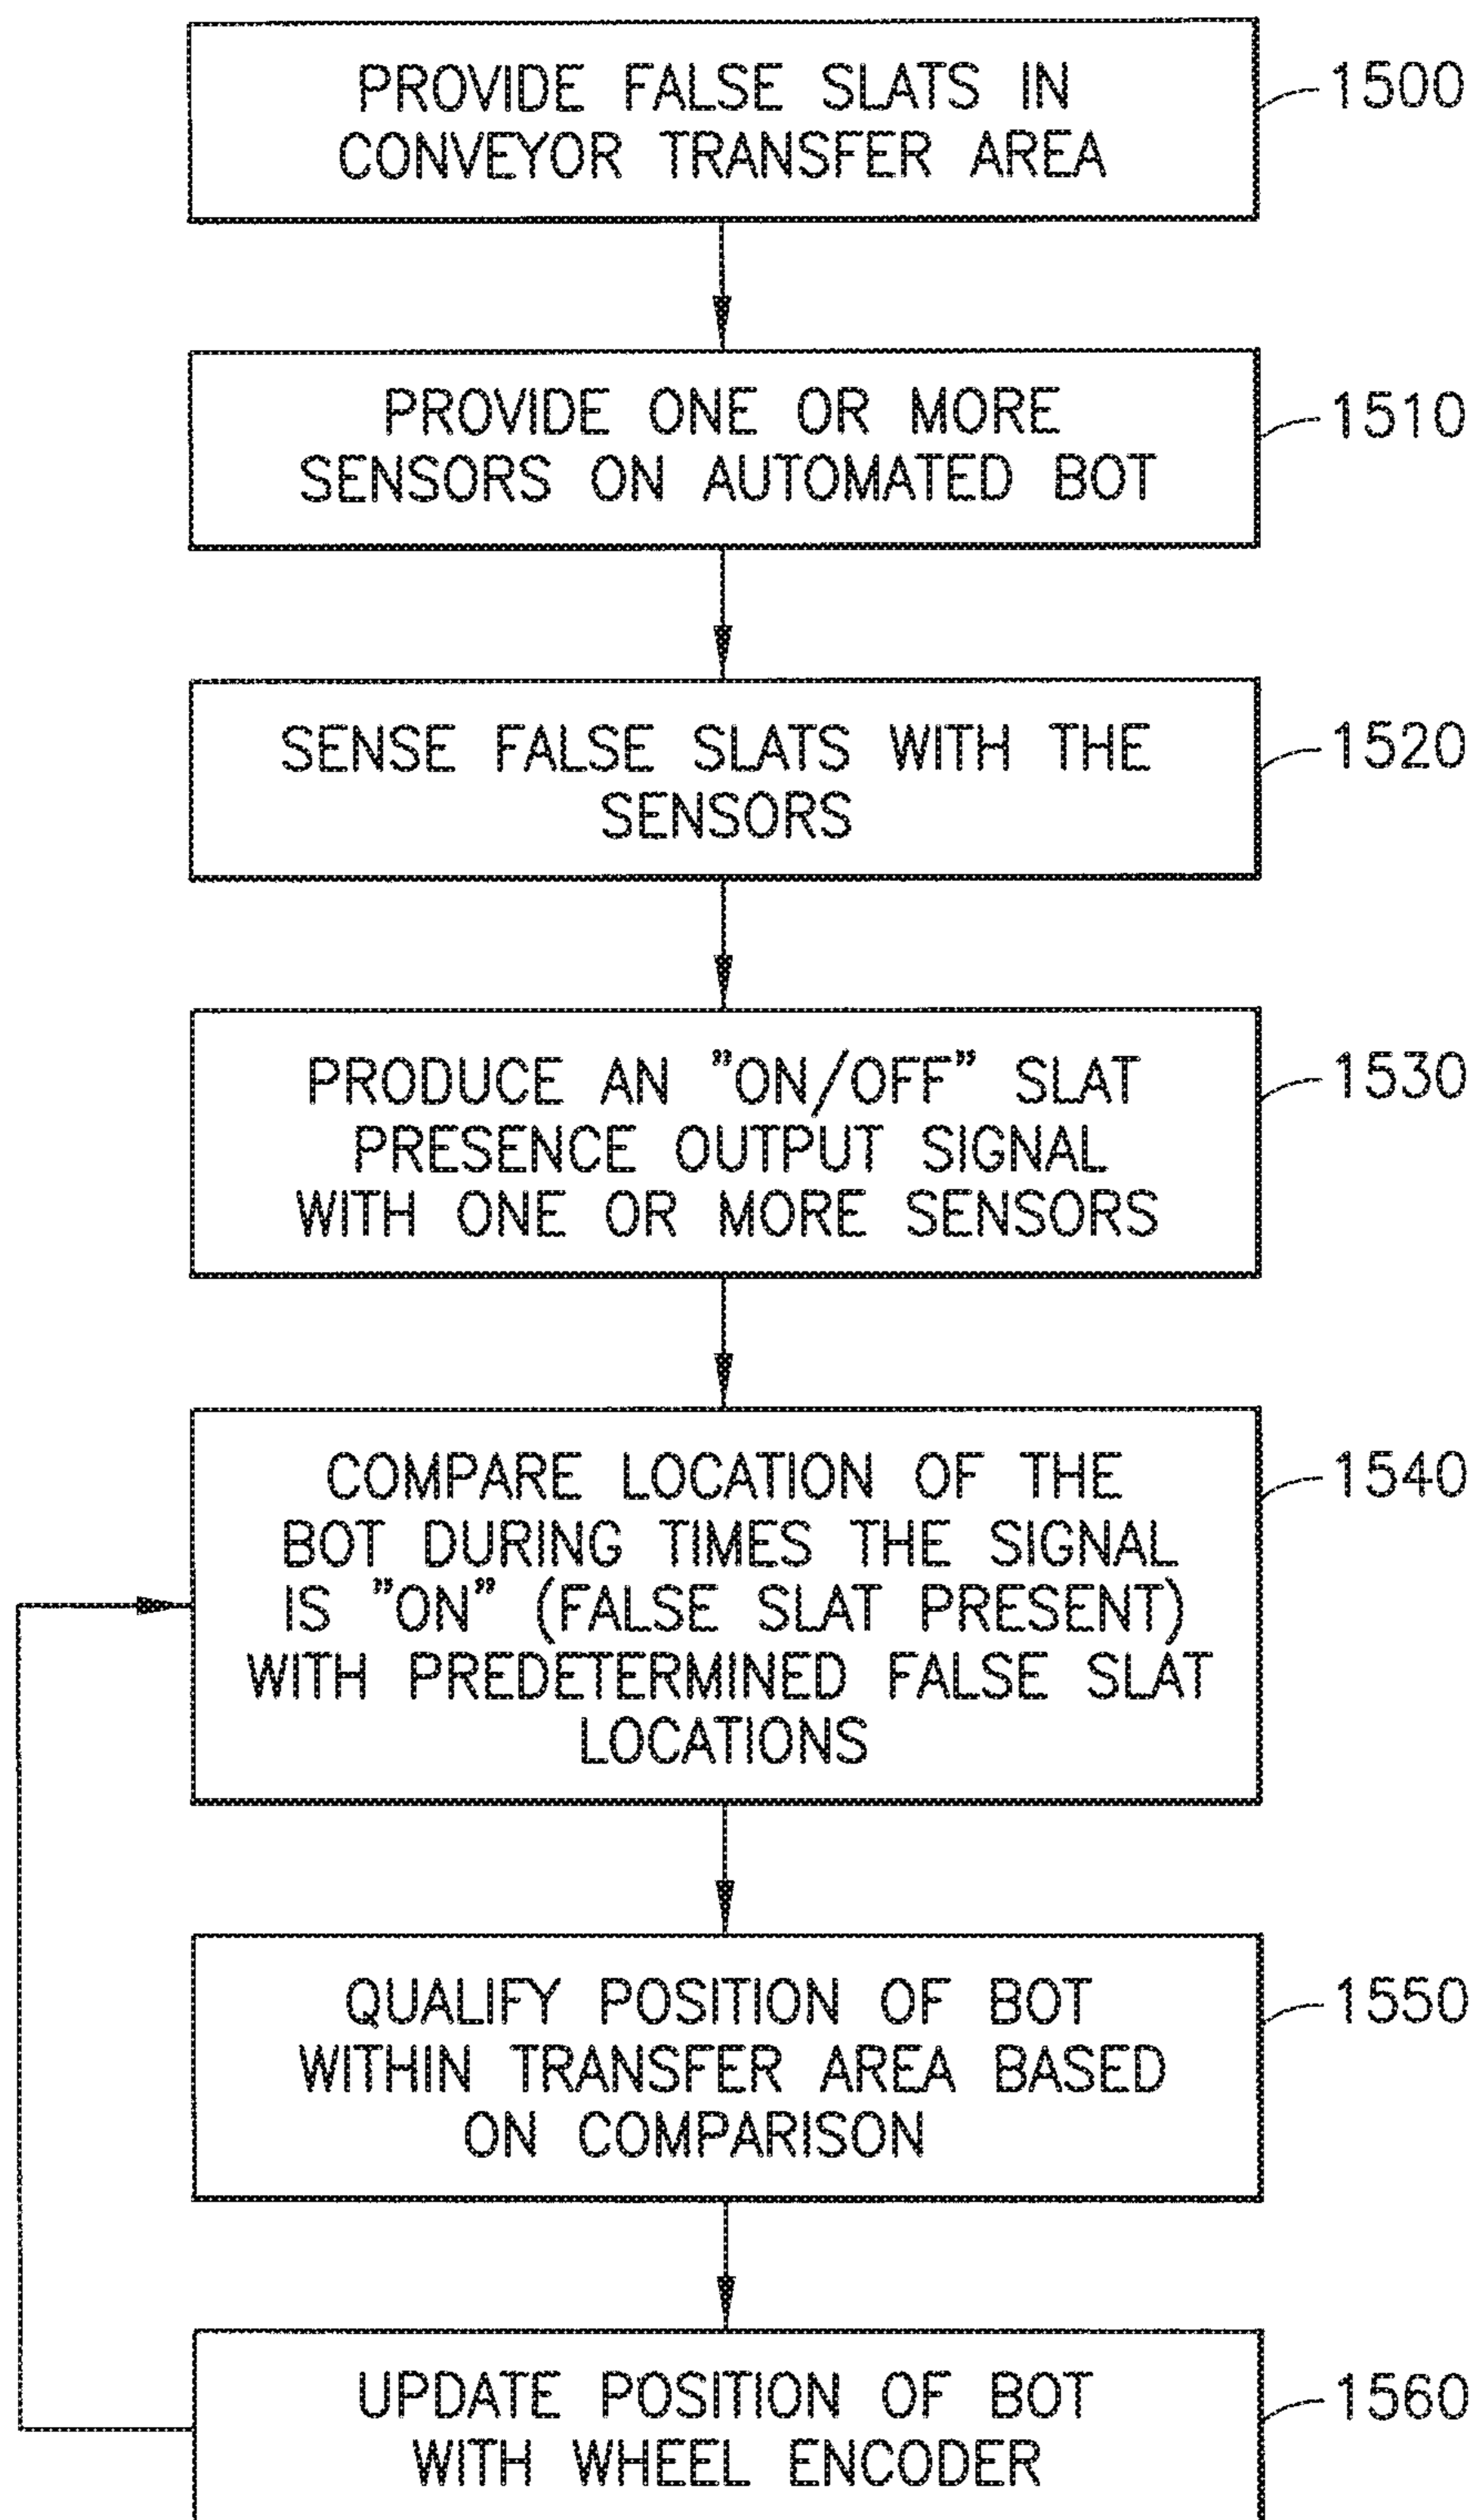 PROVIDE FALSE SLATS IN
CONVEYOR TRANSFER AREA
1500
PROVIDE ONE OR MORE
SENSORS ON AUTOMATED BOT
1510
SENSE FALSE SLATS WITH THE
SENSORS
1520
PRODUCE AN "ON/OFF" SLAT
PRESENCE OUTPUT SIGNAL
WITH ONE OR MORE SENSORS
1530
COMPARE LOCATION OF THE
BOT DURING TIMES THE SIGNAL
IS "ON" (FALSE SLAT PRESENT)
WITH PREDETERMINED FALSE SLAT
LOCATIONS
1540
QUALIFY POSITION OF BOT
WITHIN TRANSFER AREA BASED
ON COMPARISON
1550
UPDATE POSITION OF BOT
WITH WHEEL ENCODER
1560